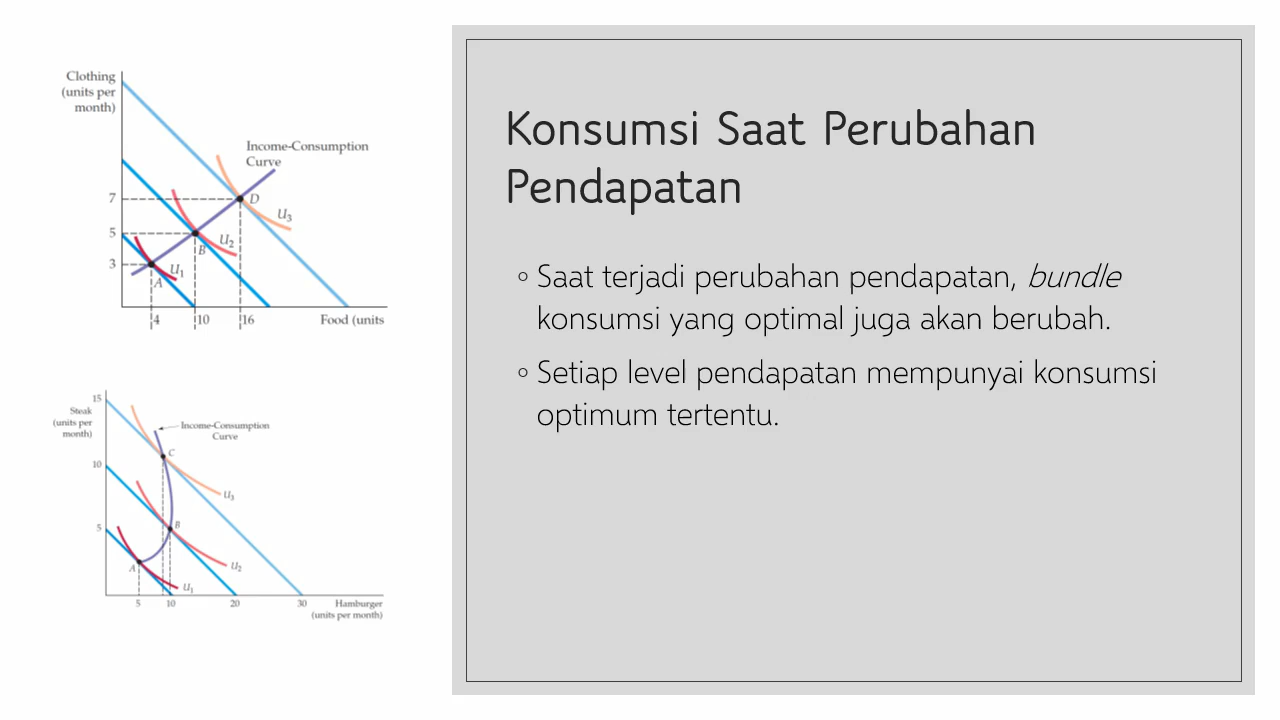 Clothing
(units per
month)
Income-Consumption
Curve
7
D
U3
5
U2
B
3
U1
A
4
10
16
Food (units
15
Steak
(units per
month)
Income-Consumption
Curve
C
10
U3
5
B
A
U2
U1
5
10
20
30
Hamburger
(units per month)
Konsumsi Saat Perubahan
Pendapatan
◦ Saat terjadi perubahan pendapatan, bundle
konsumsi yang optimal juga akan berubah.
◦ Setiap level pendapatan mempunyai konsumsi
optimum tertentu.